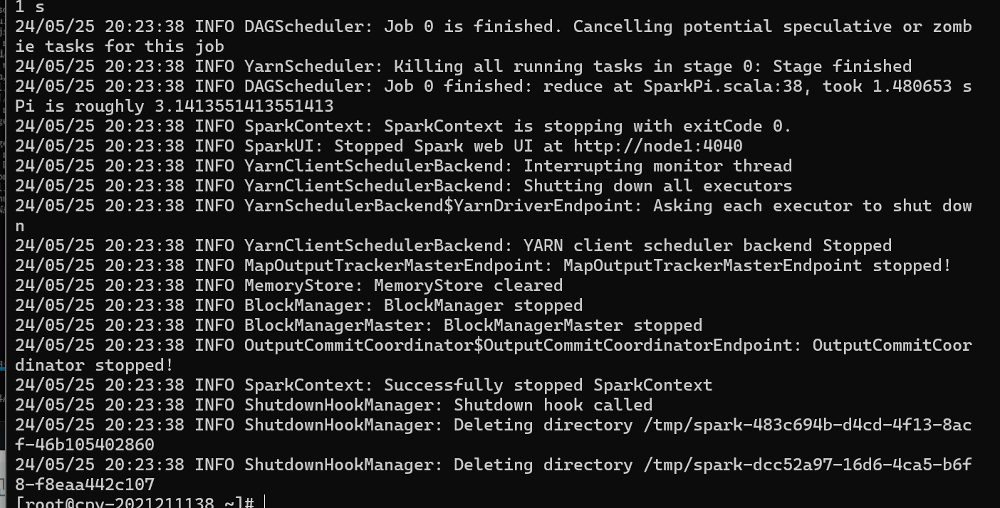 1 s
24/05/25 20:23:38 INFO DAGScheduler: Job 0 is finished. Cancelling potential speculative or zomb
ie tasks for this job
24/05/25 20:23:38 INFO YarnScheduler: Killing all running tasks in stage 0: Stage finished
24/05/25 20:23:38 INFO DAGScheduler: Job 0 finished: reduce at SparkPi.scala:38, took 1.480653 s
Pi is roughly 3.1413551413551413
24/05/25 20:23:38 INFO SparkContext: SparkContext is stopping with exitCode 0.
24/05/25 20:23:38 INFO SparkUI: Stopped Spark web UI at http://node1:4040
24/05/25 20:23:38 INFO YarnClientSchedulerBackend: Interrupting monitor thread
24/05/25 20:23:38 INFO YarnClientSchedulerBackend: Shutting down all executors
24/05/25 20:23:38 INFO YarnSchedulerBackend$YarnDriverEndpoint: Asking each executor to shut dow
n
24/05/25 20:23:38 INFO YarnClientSchedulerBackend: YARN client scheduler backend Stopped
24/05/25 20:23:38 INFO MapOutputTrackerMasterEndpoint: MapOutputTrackerMasterEndpoint stopped!
24/05/25 20:23:38 INFO MemoryStore: MemoryStore cleared
24/05/25 20:23:38 INFO BlockManager: BlockManager stopped
24/05/25 20:23:38 INFO BlockManagerMaster: BlockManagerMaster stopped
24/05/25 20:23:38 INFO OutputCommitCoordinator$OutputCommitCoordinatorEndpoint: OutputCommitCoor
dinator stopped!
24/05/25 20:23:38 INFO SparkContext: Successfully stopped SparkContext
24/05/25 20:23:38 INFO ShutdownHookManager: Shutdown hook called
24/05/25 20:23:38 INFO ShutdownHookManager: Deleting directory /tmp/spark-483c694b-d4cd-4f13-8ac
f-46b105402860
24/05/25 20:23:38 INFO ShutdownHookManager: Deleting directory /tmp/spark-dcc52a97-16d6-4ca5-b6f
8-f8eaa442c107
~]#